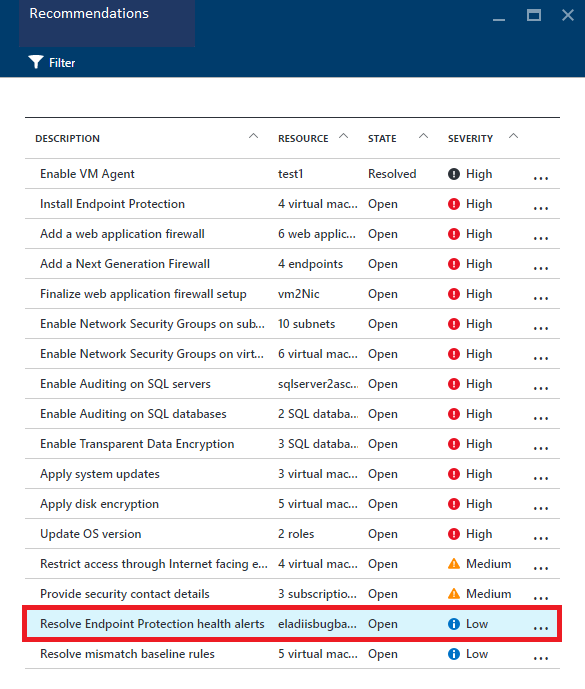 Recommendations
Filter
DESCRIPTION RESOURCE STATE SEVERITY
Enable VM Agent test1 Resolved High ...
Install Endpoint Protection 4 virtual mac... Open High ...
Add a web application firewall 6 web applic... Open High ...
Add a Next Generation Firewall 4 endpoints Open High ...
Finalize web application firewall setup vm2Nic Open High ...
Enable Network Security Groups on sub... 10 subnets Open High ...
Enable Network Security Groups on virt... 6 virtual mac... Open High ...
Enable Auditing on SQL servers sqlserver2asc... Open High ...
Enable Auditing on SQL databases 2 SQL databa... Open High ...
Enable Transparent Data Encryption 3 SQL databa... Open High ...
Apply system updates 3 virtual mac... Open High ...
Apply disk encryption 5 virtual mac... Open High ...
Update OS version 2 roles Open High ...
Restrict access through Internet facing e... 4 virtual mac... Open Medium ...
Provide security contact details 3 subscriptio... Open Medium ...
Resolve Endpoint Protection health alerts eladiisbugba... Open Low ...
Resolve mismatch baseline rules 5 virtual mac... Open Low ...